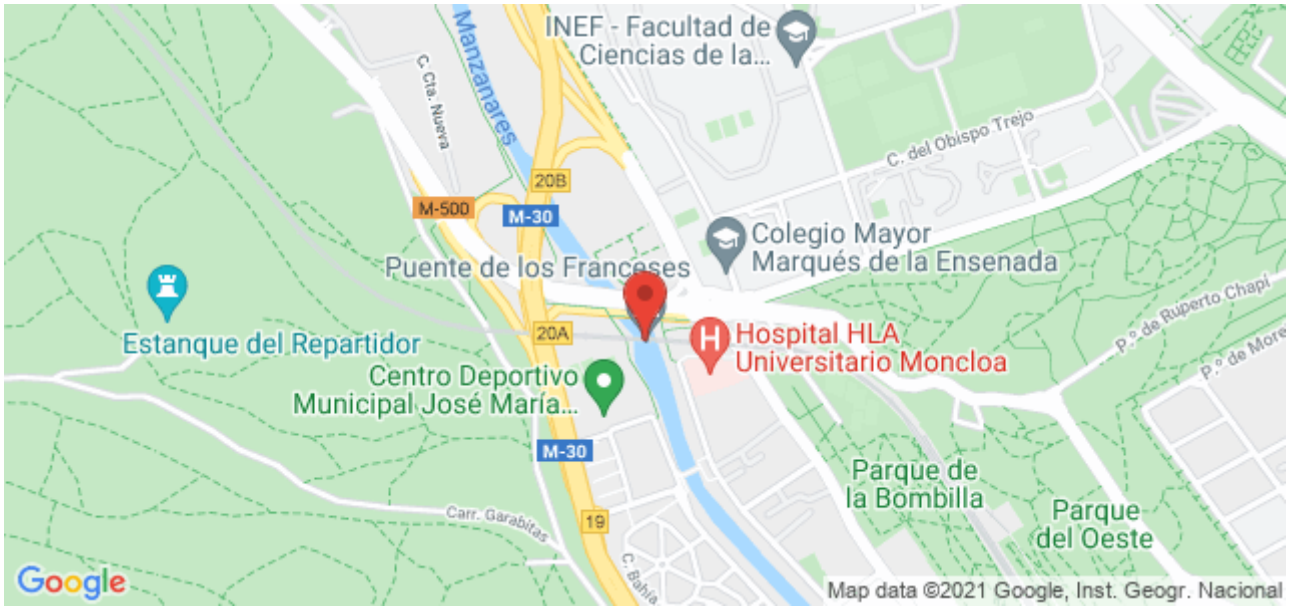 INEF - Facultad de
Ciencias de la...
Manzanares
C. Cta. Nueva
C. del Obispo Trejo
20B
M-500
M-30
Colegio Mayor
Marqués de la Ensenada
Puente de los Franceses
P.º de Ruperto Chapí
Estanque del Repartidor
20A
H
Hospital HLA
Universitario Moncloa
P.º de More
Centro Deportivo
Municipal José María...
M-30
Parque de
la Bombilla
Carr. Garabitas
19
Parque
del Oeste
C. Bahía
Google
Map data ©2021 Google, Inst. Geogr. Nacional